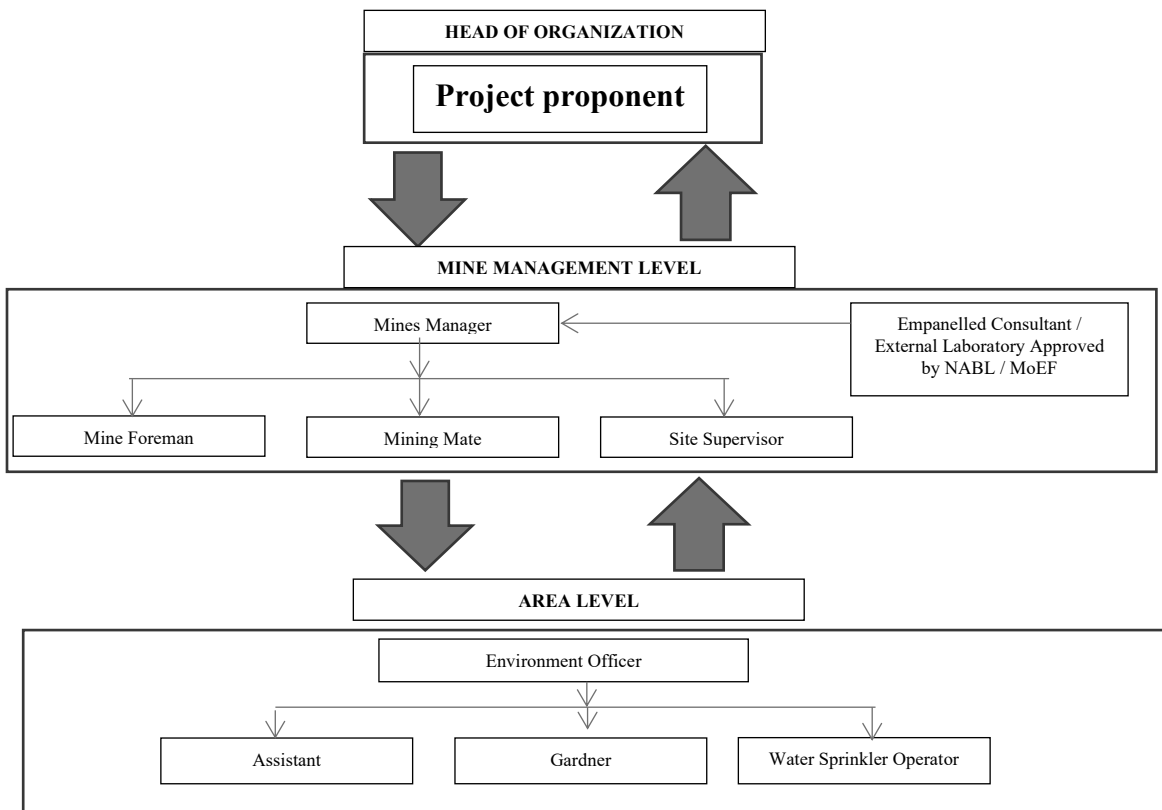 HEAD OF ORGANIZATION
Project proponent
MINE MANAGEMENT LEVEL
Mines Manager
Empanelled Consultant /
External Laboratory Approved
by NABL / MoEF
Mine Foreman
Mining Mate
Site Supervisor
AREA LEVEL
Environment Officer
Assistant
Gardner
Water Sprinkler Operator